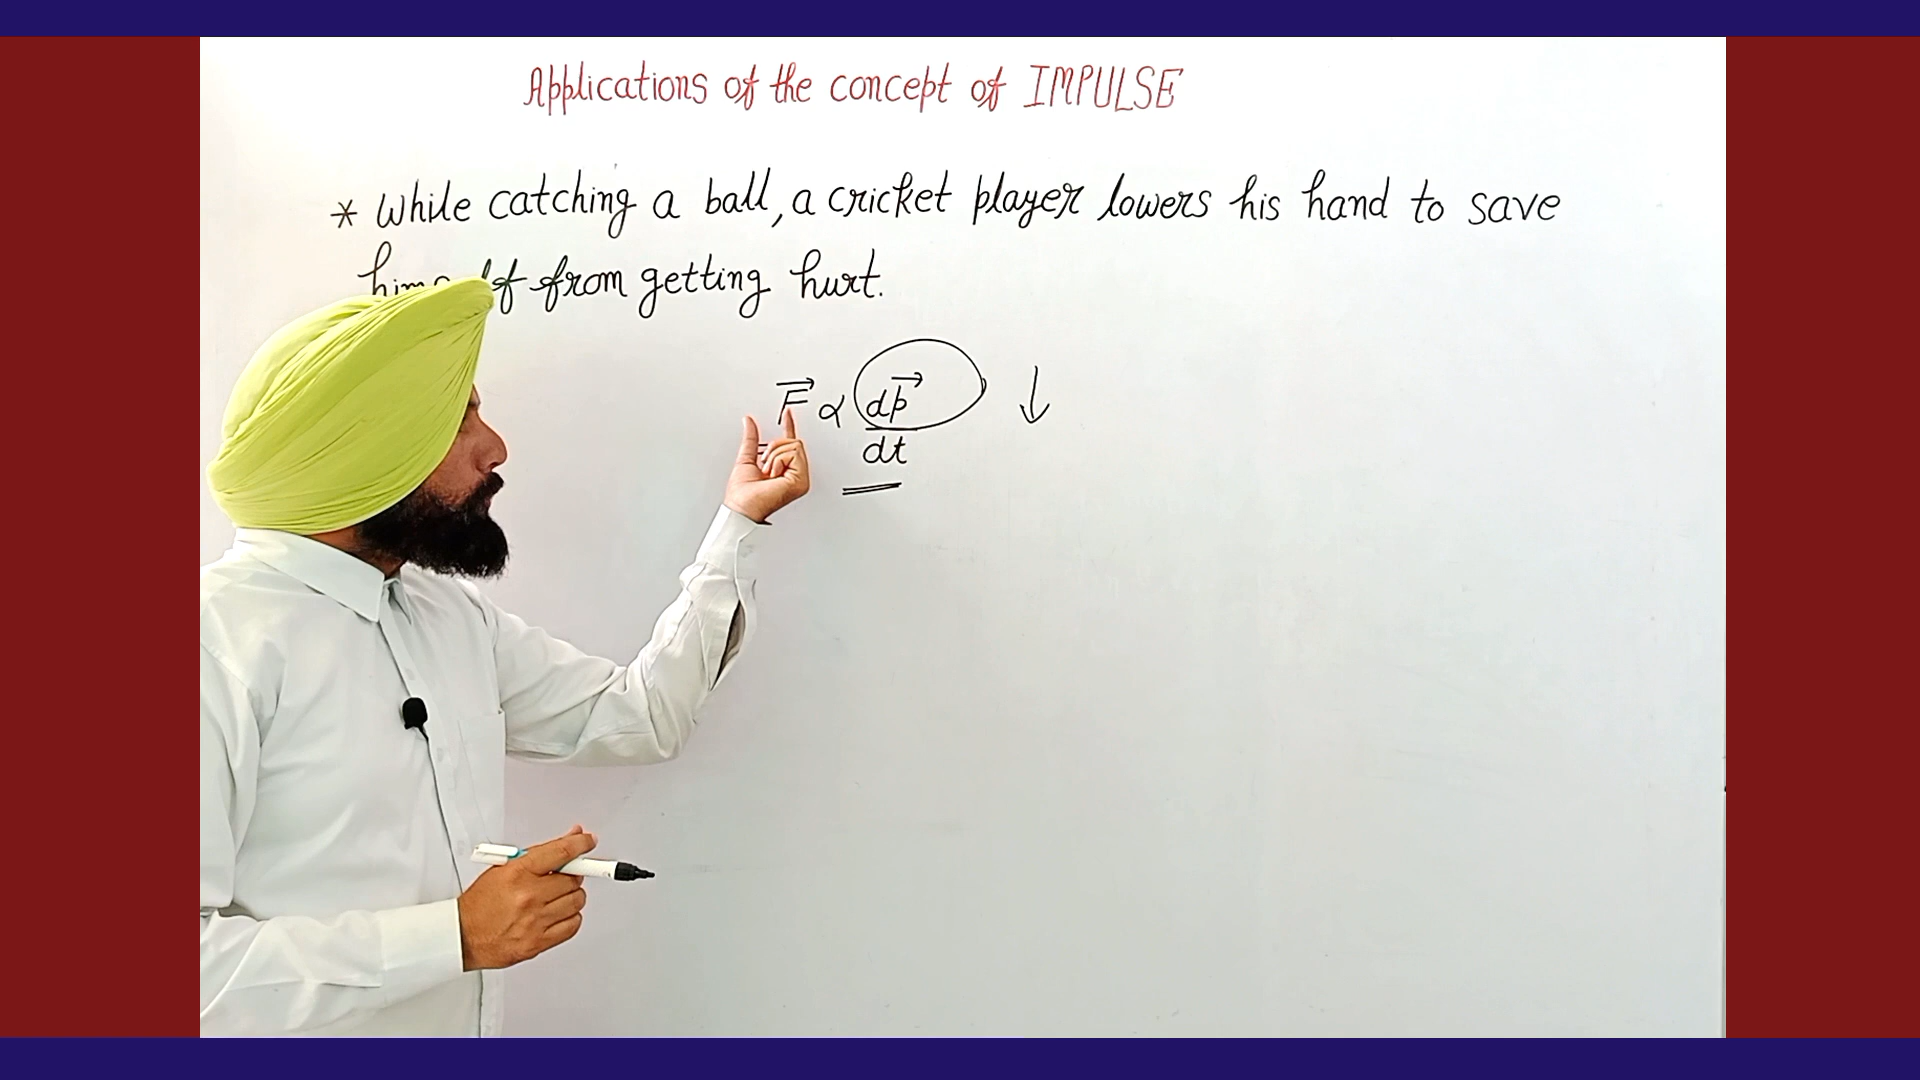 Applications of the concept of IMPULSE
* While catching a ball, a cricket player lowers his hand to save
from getting hurt.
F ∝ dp
dt